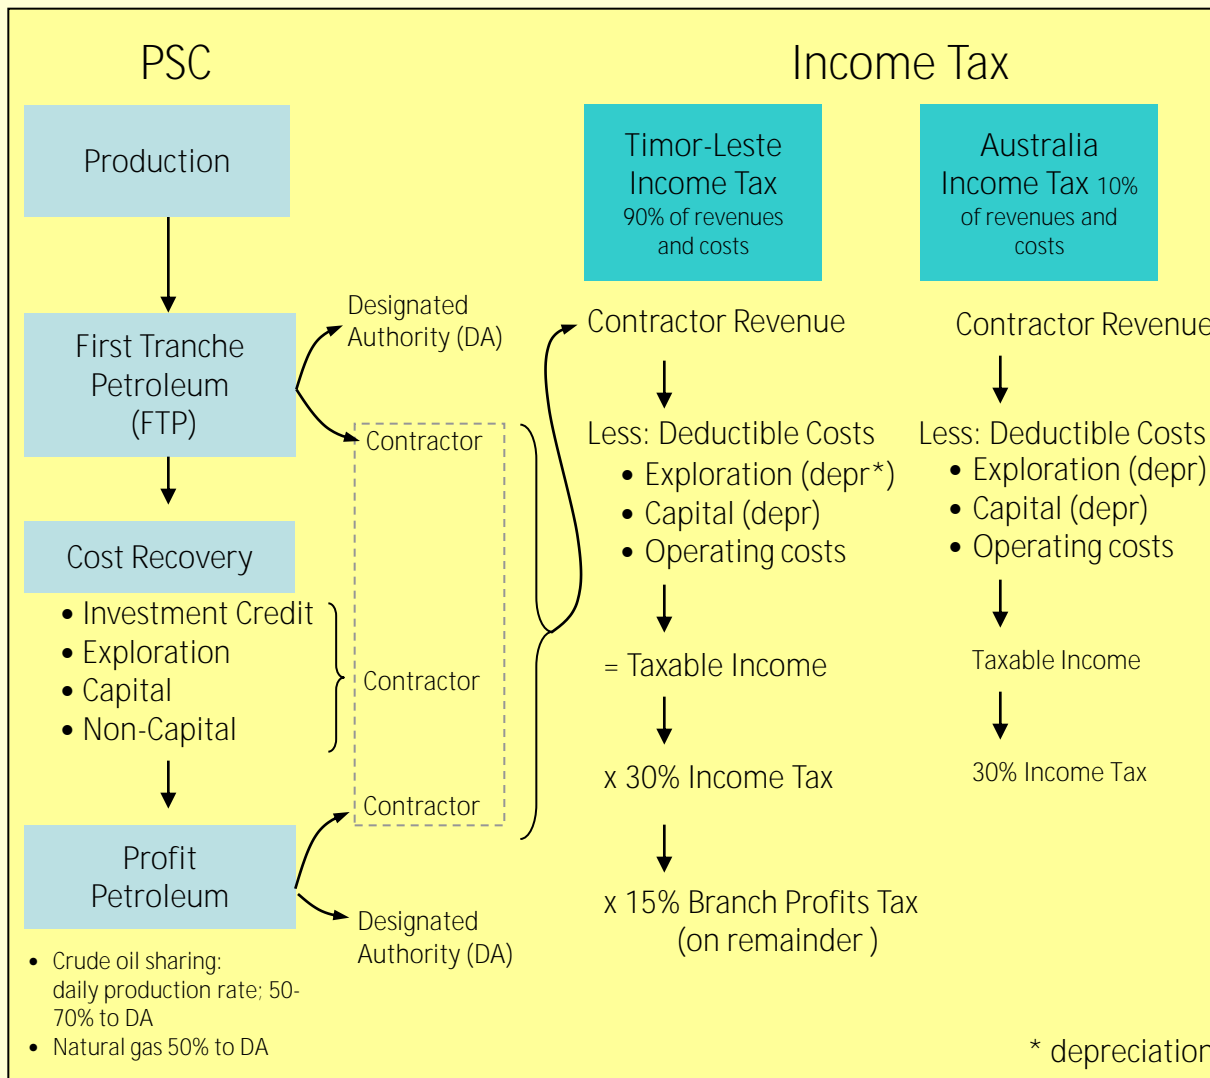 PSC
Production
First Tranche
Petroleum
(FTP)
Designated
Authority (DA)
Contractor
Cost Recovery
• Investment Credit
• Exploration
• Capital
• Non-Capital
Contractor
Contractor
Profit
Petroleum
Designated
Authority (DA)
• Crude oil sharing:
daily production rate; 50-
70% to DA
• Natural gas 50% to DA
Income Tax
Timor-Leste
Income Tax
90% of revenues
and costs
Contractor Revenue
Less: Deductible Costs
• Exploration (depr*)
• Capital (depr)
• Operating costs
= Taxable Income
x 30% Income Tax
x 15% Branch Profits Tax
(on remainder )
Australia
Income Tax 10%
of revenues and
costs
Contractor Revenue
Less: Deductible Costs
• Exploration (depr)
• Capital (depr)
• Operating costs
Taxable Income
30% Income Tax
* depreciation